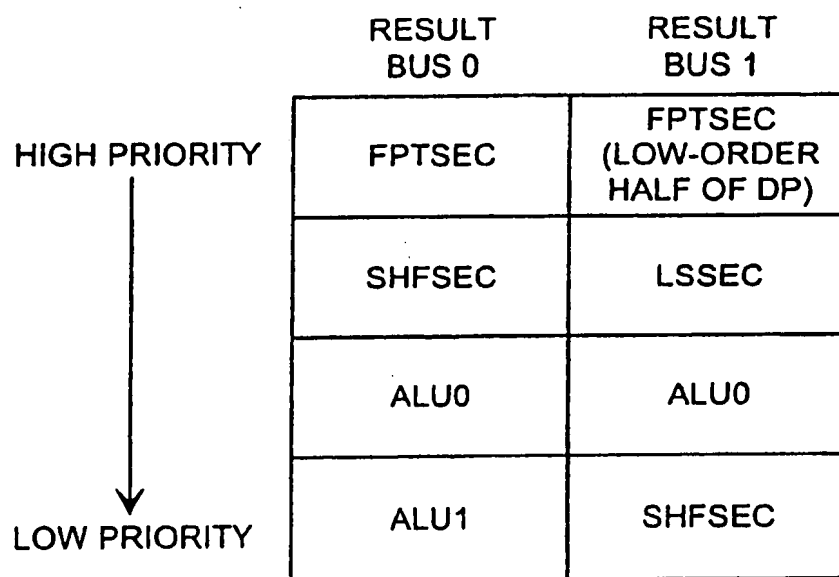 RESULT BUS 0
RESULT BUS 1
HIGH PRIORITY
FPTSEC
FPTSEC
(LOW-ORDER
HALF OF DP)
SHFSEC
LSSEC
ALU0
ALU0
LOW PRIORITY
ALU1
SHFSEC